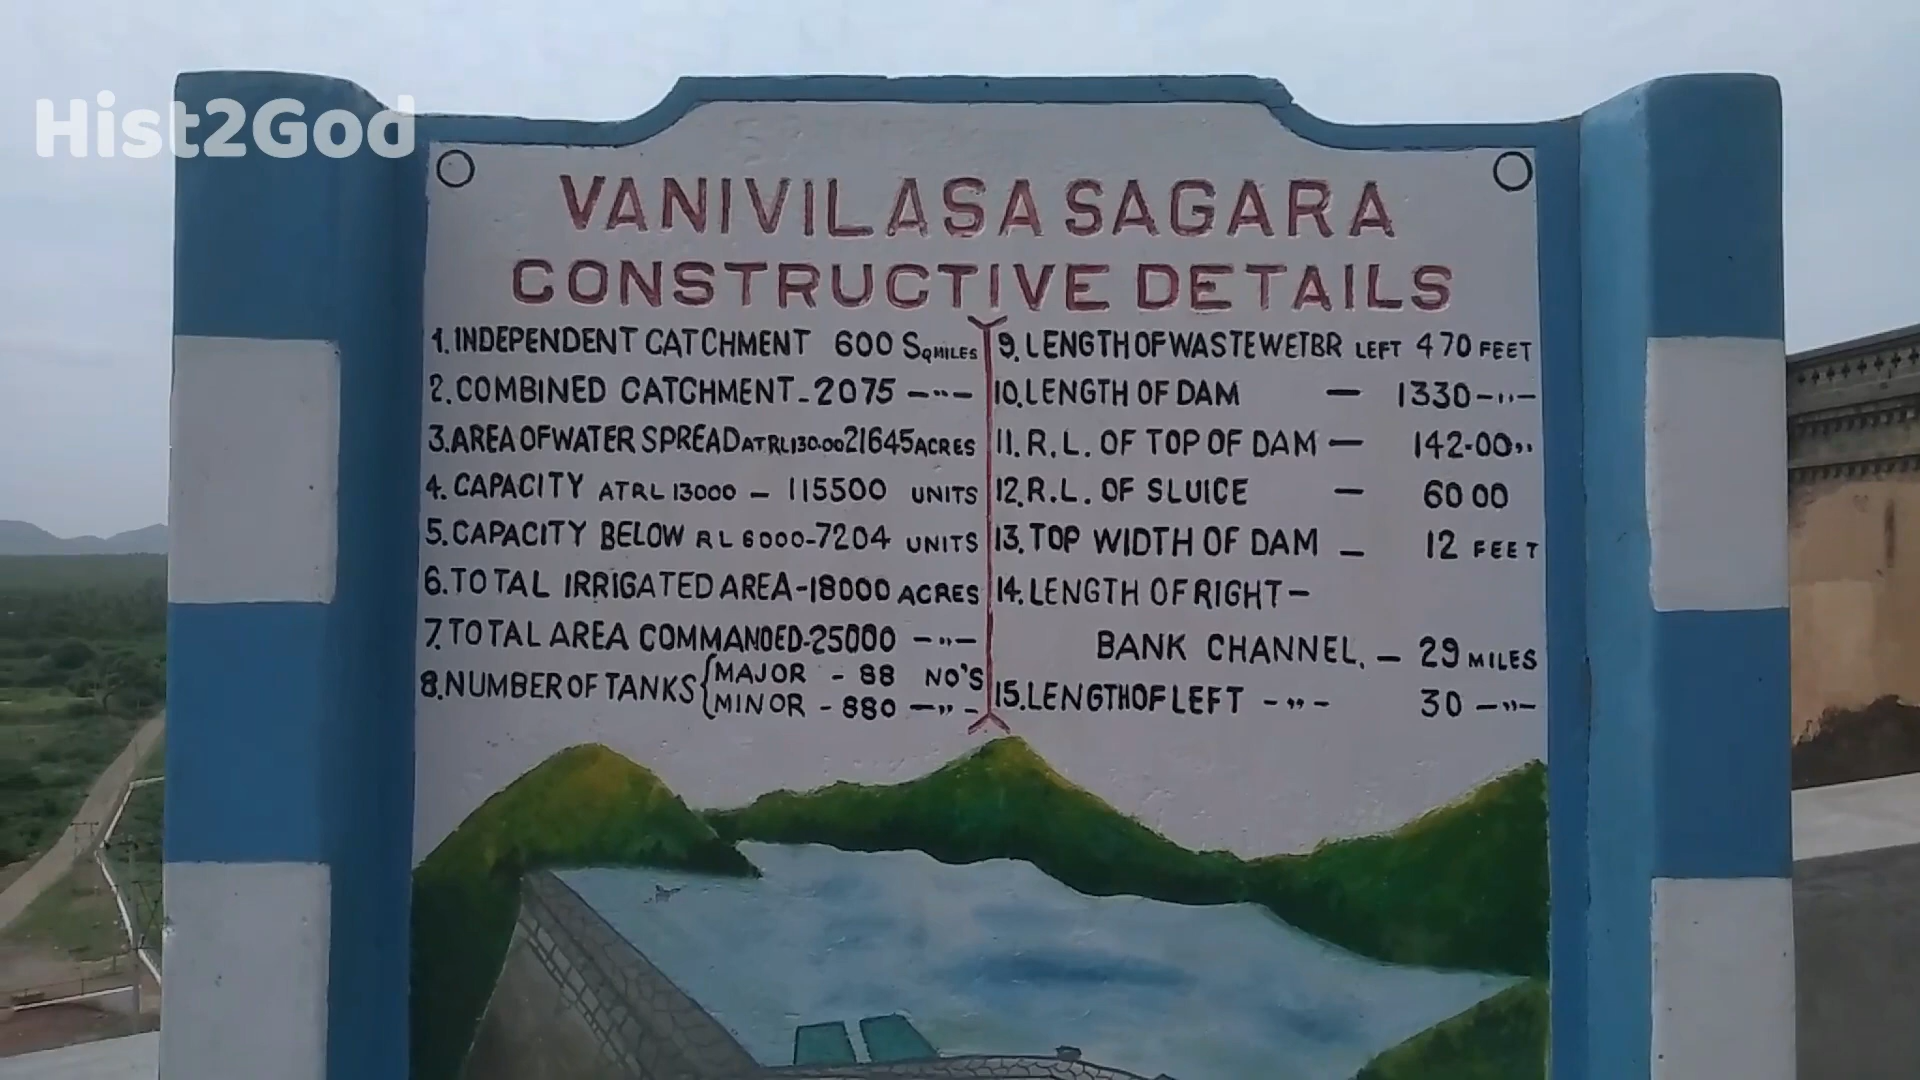 Hist2God
VANIVILASA SAGARA
CONSTRUCTIVE DETAILS
1. INDEPENDENT CATCHMENT 600 SQ MILES
2. COMBINED CATCHMENT - 2075 —"—
3. AREA OF WATER SPREAD AT RL 130.00 21645 ACRES
4. CAPACITY AT RL 13000 — 115500 UNITS
5. CAPACITY BELOW RL 6000-7204 UNITS
6. TOTAL IRRIGATED AREA-18000 ACRES
7. TOTAL AREA COMMANDED-25000 —"—
8. NUMBER OF TANKS { MAJOR - 88 NO'S
MINOR - 880 —"—
9. LENGTH OF WASTE WETBR LEFT 470 FEET
10. LENGTH OF DAM — 1330 —"—
11. R.L. OF TOP OF DAM — 142-00 "
12. R.L. OF SLUICE — 60 00
13. TOP WIDTH OF DAM — 12 FEET
14. LENGTH OF RIGHT —
BANK CHANNEL. — 29 MILES
15. LENGTH OF LEFT -"- 30 —"—